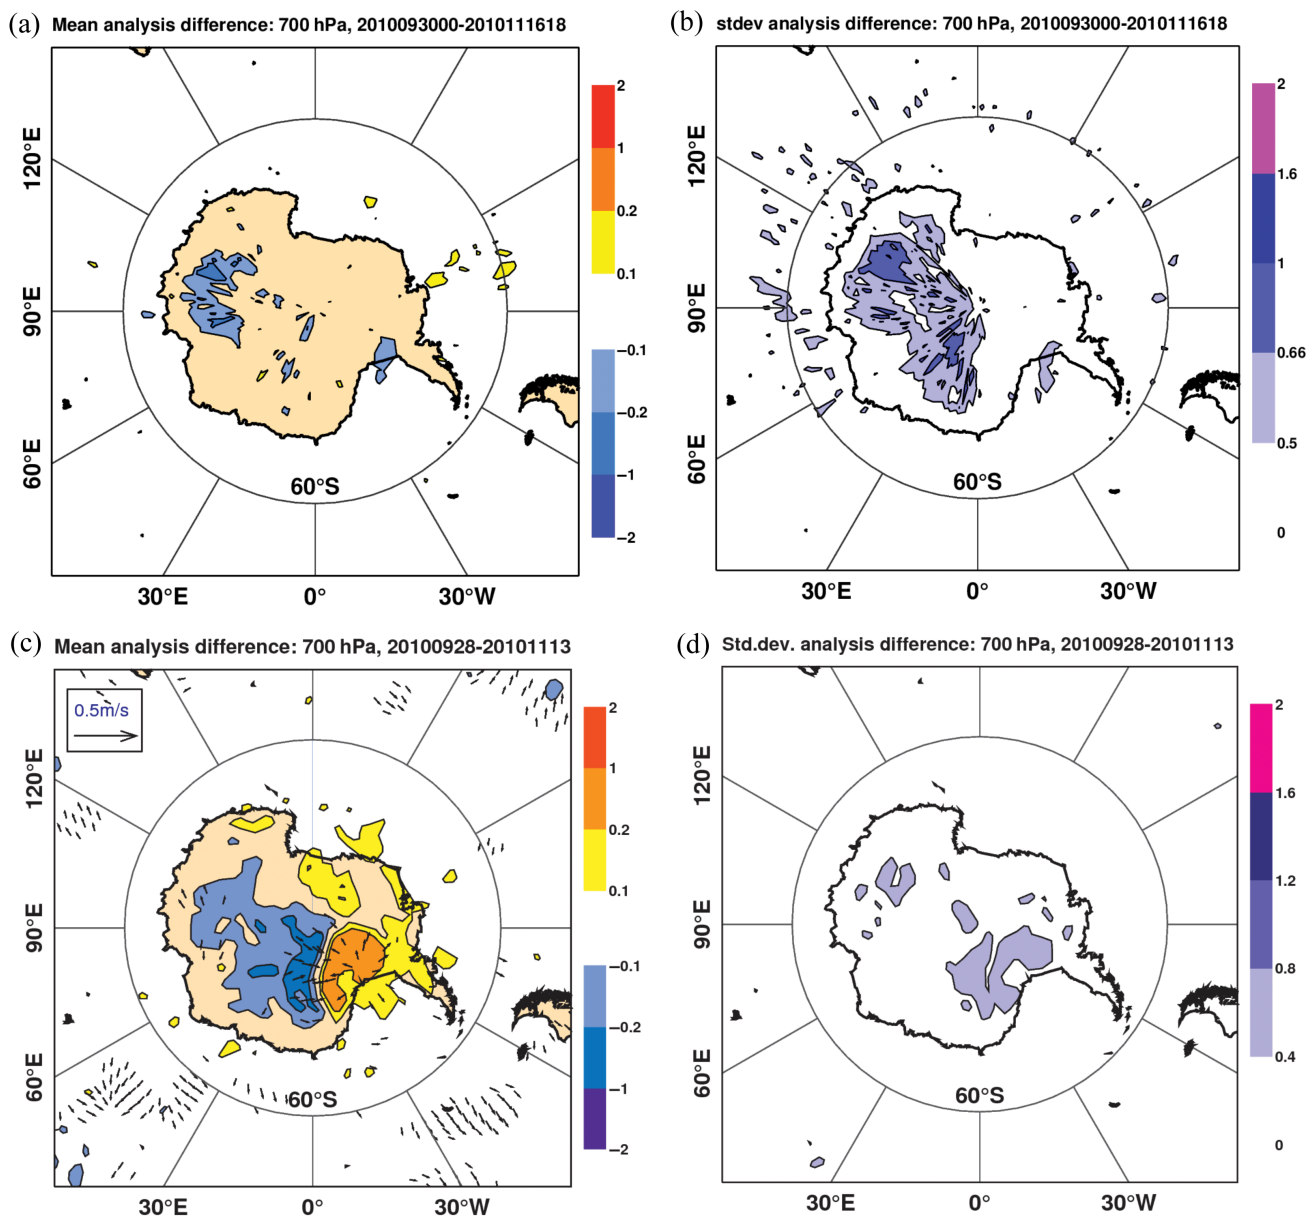 (a) Mean analysis difference: 700 hPa, 2010093000-2010111618
2
1
0.2
0.1
−0.1
−0.2
−1
−2
120°E
90°E
60°E
60°S
30°E 0° 30°W
(b) stdev analysis difference: 700 hPa, 2010093000-2010111618
2
1.6
1
0.66
0.5
0
120°E
90°E
60°E
60°S
30°E 0° 30°W
(c) Mean analysis difference: 700 hPa, 20100928-20101113
0.5m/s
2
1
0.2
0.1
−0.1
−0.2
−1
−2
120°E
90°E
60°E
60°S
30°E 0° 30°W
(d) Std.dev. analysis difference: 700 hPa, 20100928-20101113
2
1.6
1.2
0.8
0.4
0
120°E
90°E
60°E
60°S
30°E 0° 30°W